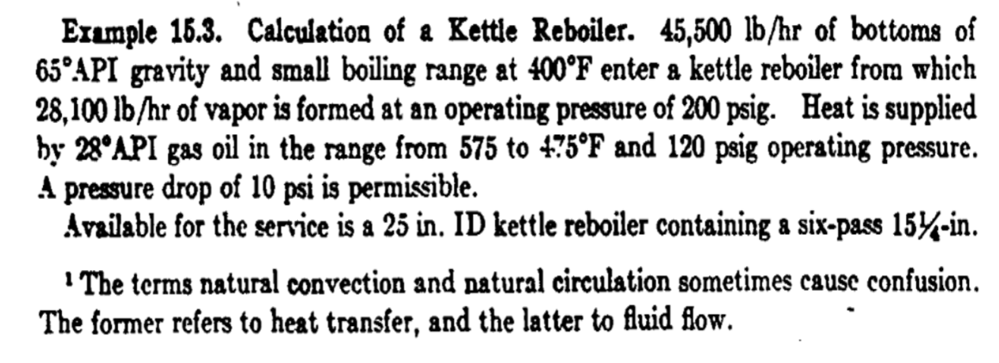 Example 15.3. Calculation of a Kettle Reboiler. 45,500 lb/hr of bottoms of
65°API gravity and small boiling range at 400°F enter a kettle reboiler from which
28,100 lb/hr of vapor is formed at an operating pressure of 200 psig. Heat is supplied
by 28°API gas oil in the range from 575 to 475°F and 120 psig operating pressure.
A pressure drop of 10 psi is permissible.
Available for the service is a 25 in. ID kettle reboiler containing a six-pass 15¼-in.
¹ The terms natural convection and natural circulation sometimes cause confusion.
The former refers to heat transfer, and the latter to fluid flow.